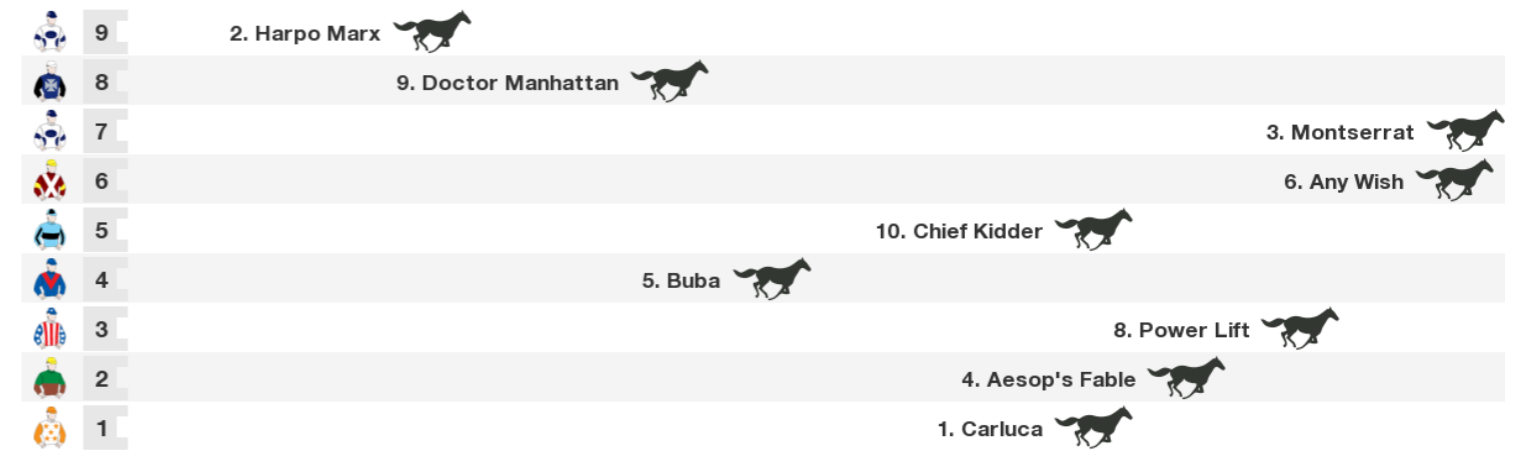 9 2. Harpo Marx
8 9. Doctor Manhattan
7 3. Montserrat
6 6. Any Wish
5 10. Chief Kidder
4 5. Buba
3 8. Power Lift
2 4. Aesop's Fable
1 1. Carluca